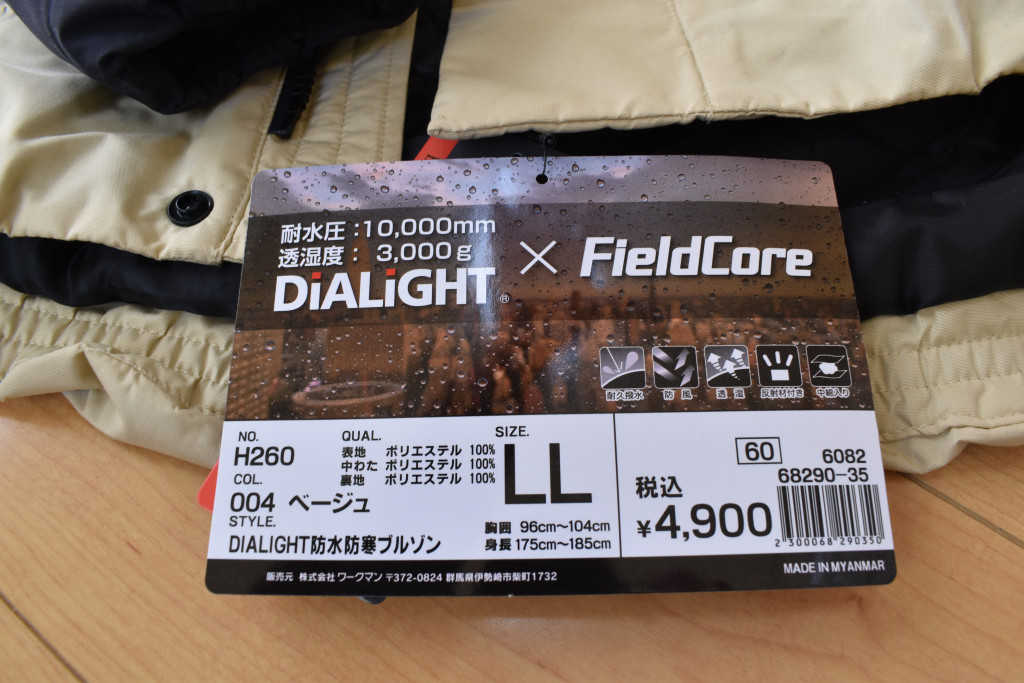 耐水圧：10,000mm
透湿度： 3,000g
DiALiGHT®
×
FieldCore
耐久撥水 防風 透湿 反射材付き 中綿入り
NO.
H260
COL.
004 ベージュ
STYLE.
DIALIGHT防水防寒ブルゾン
QUAL.
表地 ポリエステル 100%
中わた ポリエステル 100%
裏地 ポリエステル 100%
SIZE.
LL
胸囲 96cm～104cm
身長 175cm～185cm
60
6082
68290-35
税込
¥4,900
2 300068 290350
MADE IN MYANMAR
販売元 株式会社 ワークマン 〒372-0824 群馬県伊勢崎市柴町1732